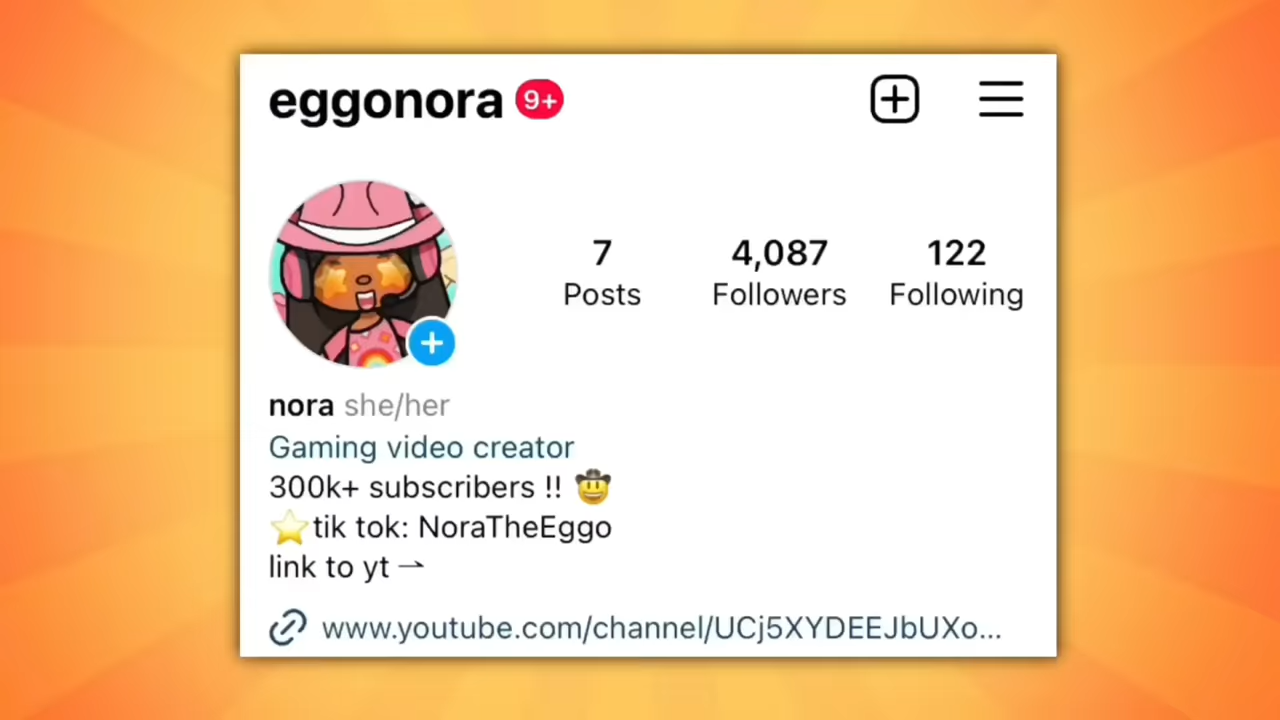 eggonora 9+
7 4,087 122
Posts Followers Following
nora she/her
Gaming video creator
300k+ subscribers !! 🤠
⭐tik tok: NoraTheEggo
link to yt ⇀
www.youtube.com/channel/UCj5XYDEEJbUXo...